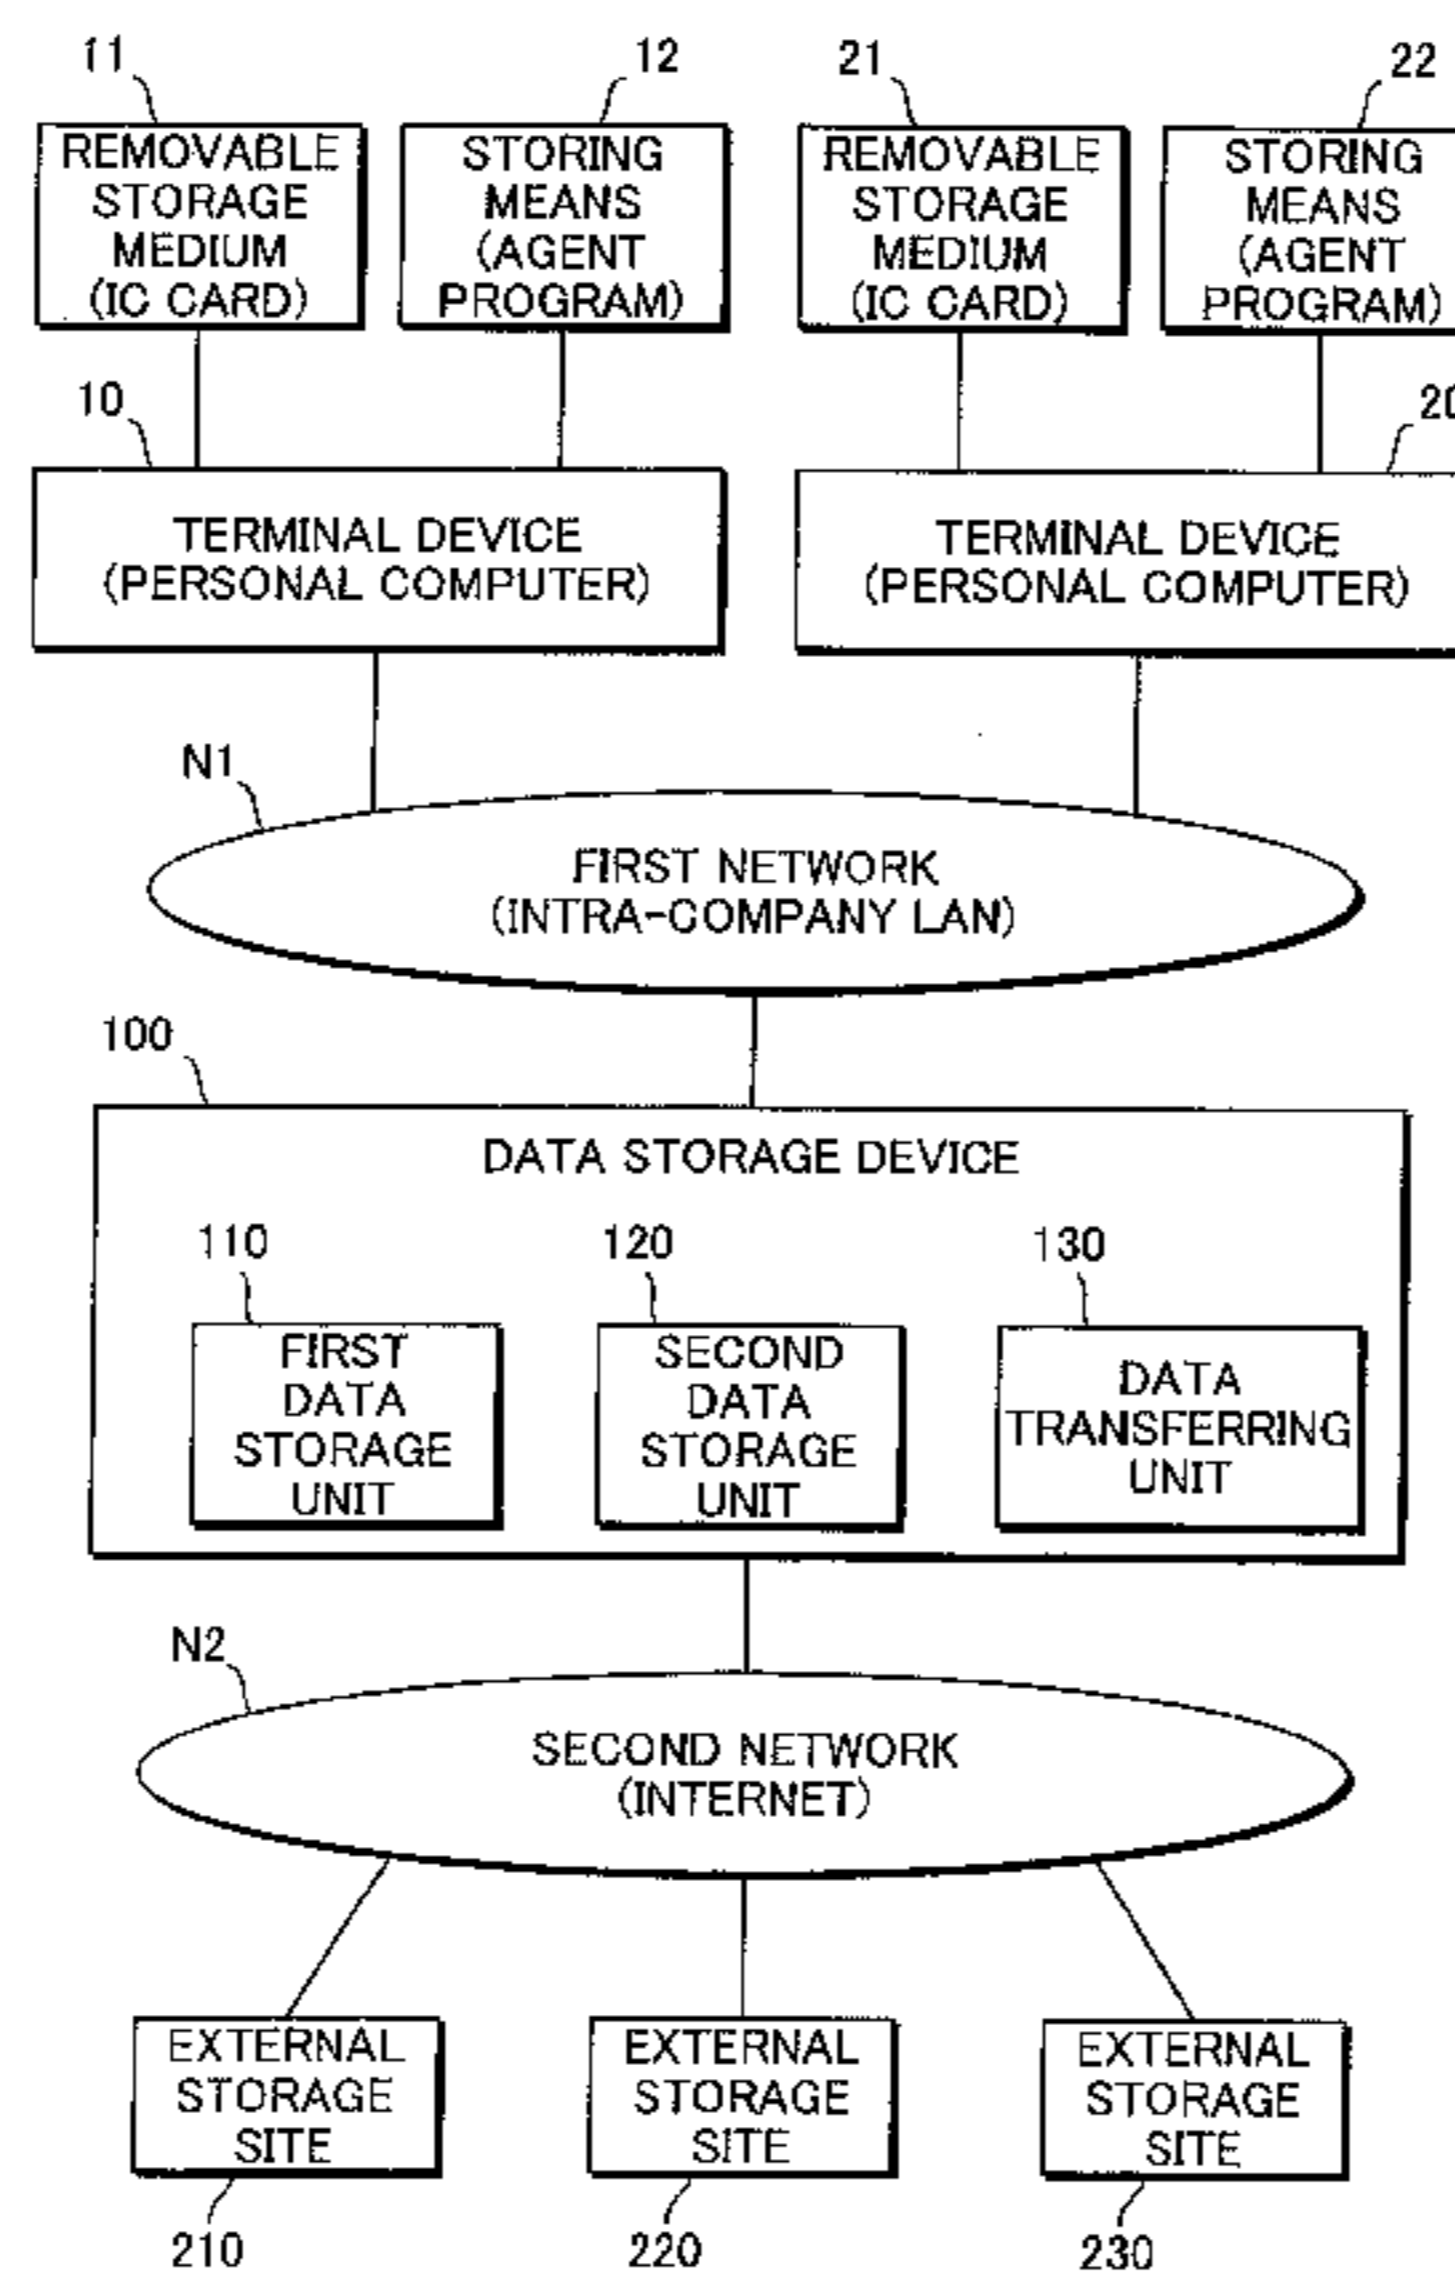 11
12
21
22
REMOVABLE
STORAGE
MEDIUM
(IC CARD)
STORING
MEANS
(AGENT
PROGRAM)
REMOVABLE
STORAGE
MEDIUM
(IC CARD)
STORING
MEANS
(AGENT
PROGRAM)
10
20
TERMINAL DEVICE
(PERSONAL COMPUTER)
TERMINAL DEVICE
(PERSONAL COMPUTER)
N1
FIRST NETWORK
(INTRA-COMPANY LAN)
100
DATA STORAGE DEVICE
110
120
130
FIRST
DATA
STORAGE
UNIT
SECOND
DATA
STORAGE
UNIT
DATA
TRANSFERRING
UNIT
N2
SECOND NETWORK
(INTERNET)
EXTERNAL
STORAGE
SITE
EXTERNAL
STORAGE
SITE
EXTERNAL
STORAGE
SITE
210
220
230